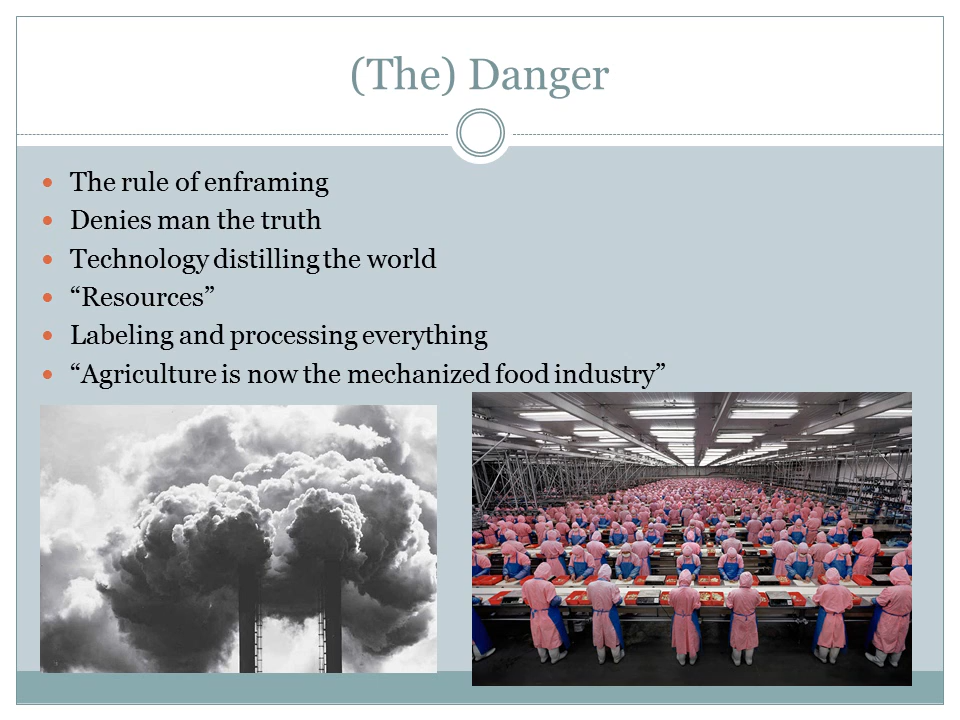 (The) Danger
The rule of enframing
Denies man the truth
Technology distilling the world
“Resources”
Labeling and processing everything
“Agriculture is now the mechanized food industry”